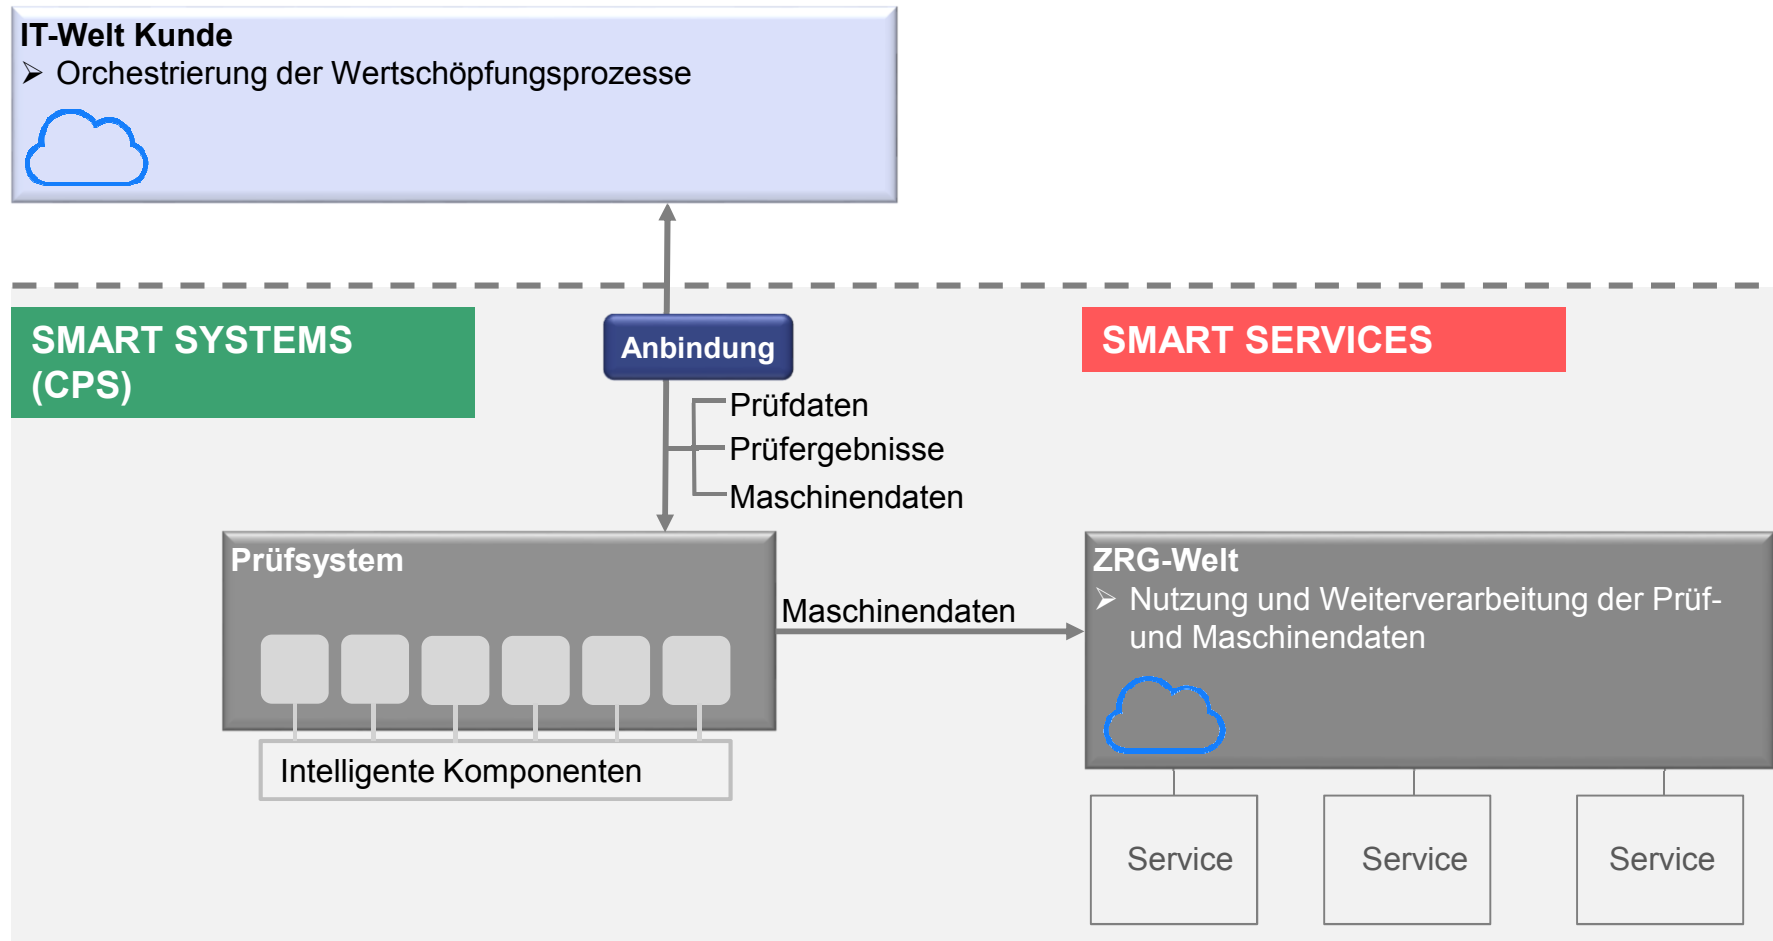 IT-Welt Kunde
➢ Orchestrierung der Wertschöpfungsprozesse
SMART SYSTEMS
(CPS)
Anbindung
SMART SERVICES
Prüfdaten
Prüfergebnisse
Maschinendaten
Prüfsystem
Maschinendaten
ZRG-Welt
➢ Nutzung und Weiterverarbeitung der Prüf-
und Maschinendaten
Intelligente Komponenten
Service
Service
Service